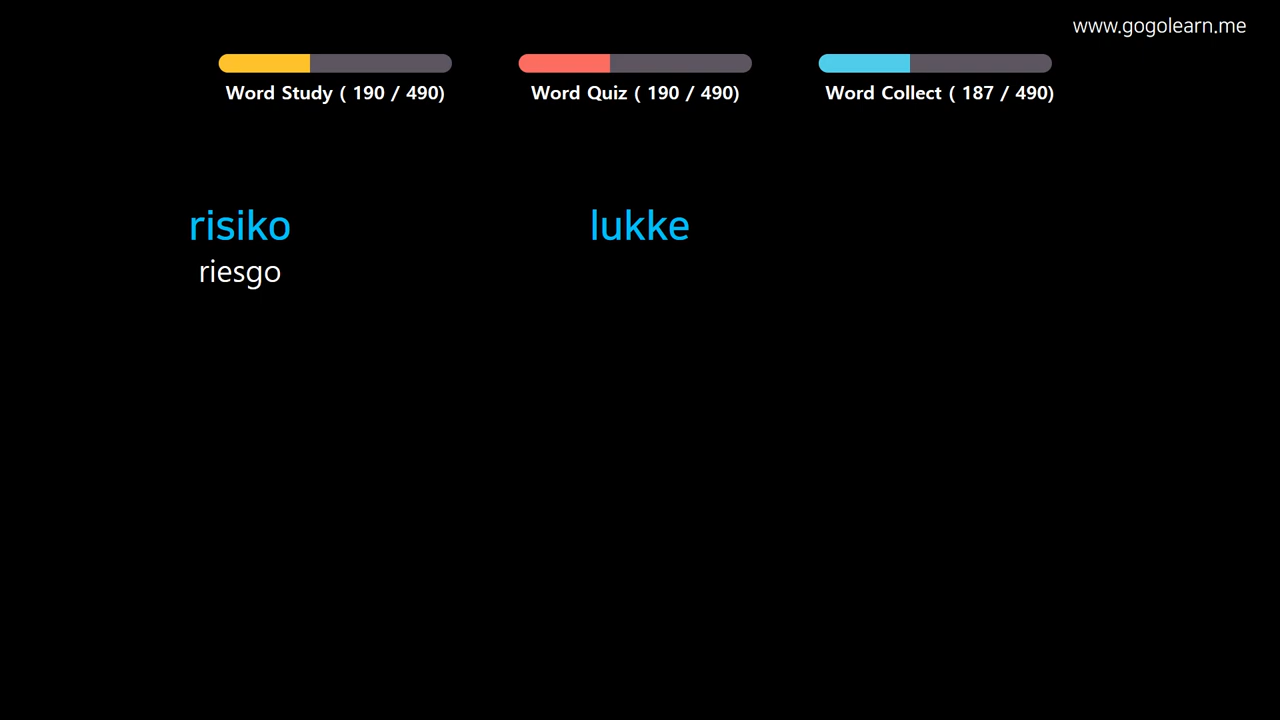 www.gogolearn.me
Word Study ( 190 / 490)
Word Quiz ( 190 / 490)
Word Collect ( 187 / 490)
risiko
riesgo
lukke